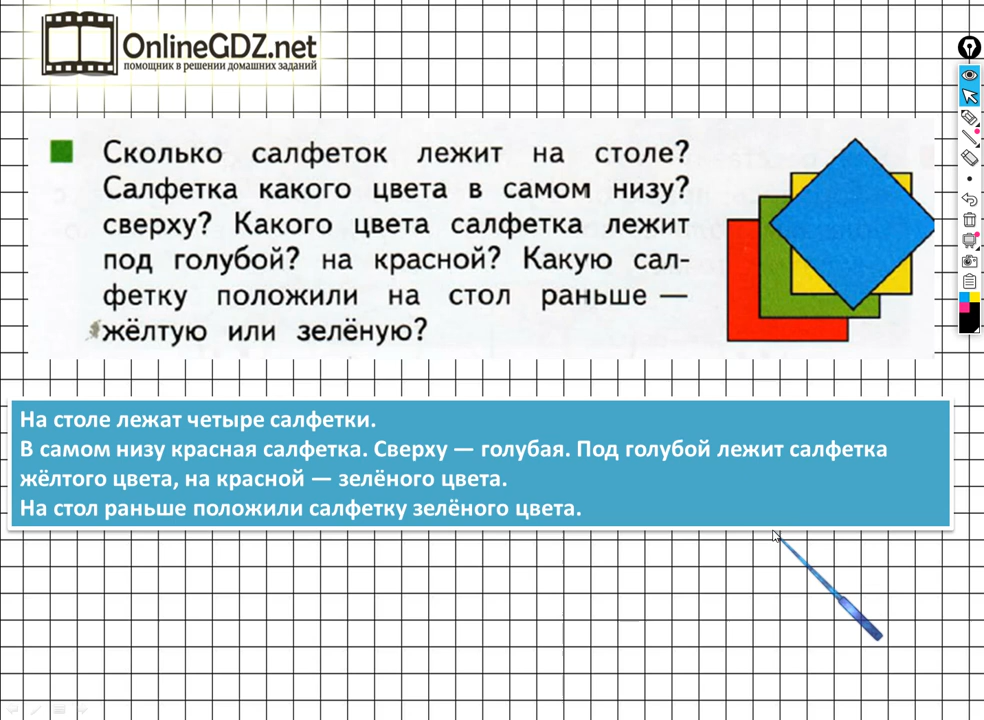 OnlineGDZ.net
помощник в решении домашних заданий
Сколько салфеток лежит на столе?
Салфетка какого цвета в самом низу?
сверху? Какого цвета салфетка лежит
под голубой? на красной? Какую сал-
фетку положили на стол раньше —
жёлтую или зелёную?
На столе лежат четыре салфетки.
В самом низу красная салфетка. Сверху — голубая. Под голубой лежит салфетка
жёлтого цвета, на красной — зелёного цвета.
На стол раньше положили салфетку зелёного цвета.